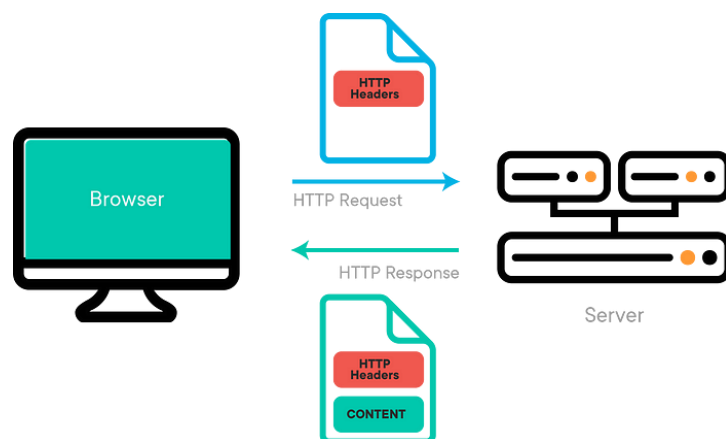 HTTP
Headers
Browser
HTTP Request
HTTP Response
Server
HTTP
Headers
CONTENT